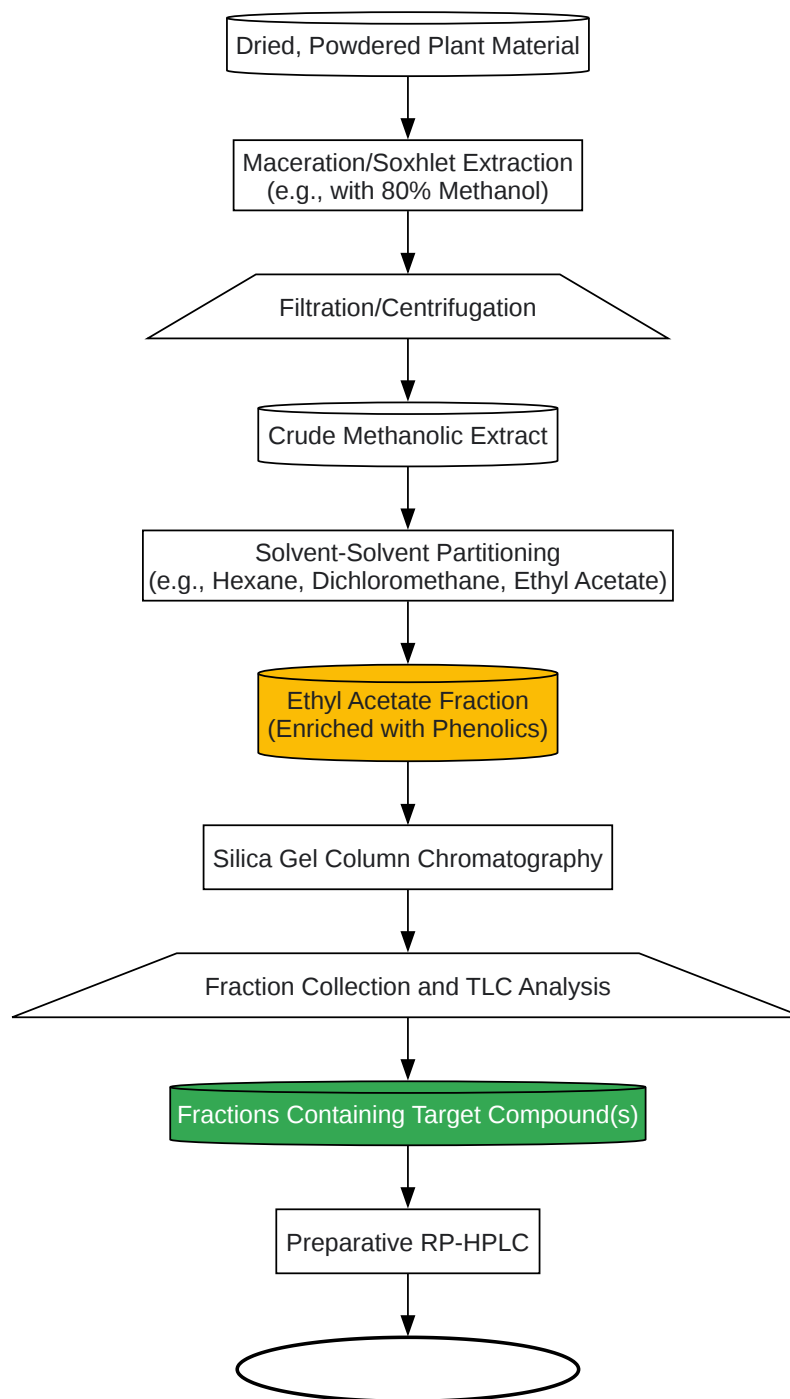 Dried, Powdered Plant Material
Maceration/Soxhlet Extraction
(e.g., with 80% Methanol)
Filtration/Centrifugation
Crude Methanolic Extract
Solvent-Solvent Partitioning
(e.g., Hexane, Dichloromethane, Ethyl Acetate)
Ethyl Acetate Fraction
(Enriched with Phenolics)
Silica Gel Column Chromatography
Fraction Collection and TLC Analysis
Fractions Containing Target Compound(s)
Preparative RP-HPLC